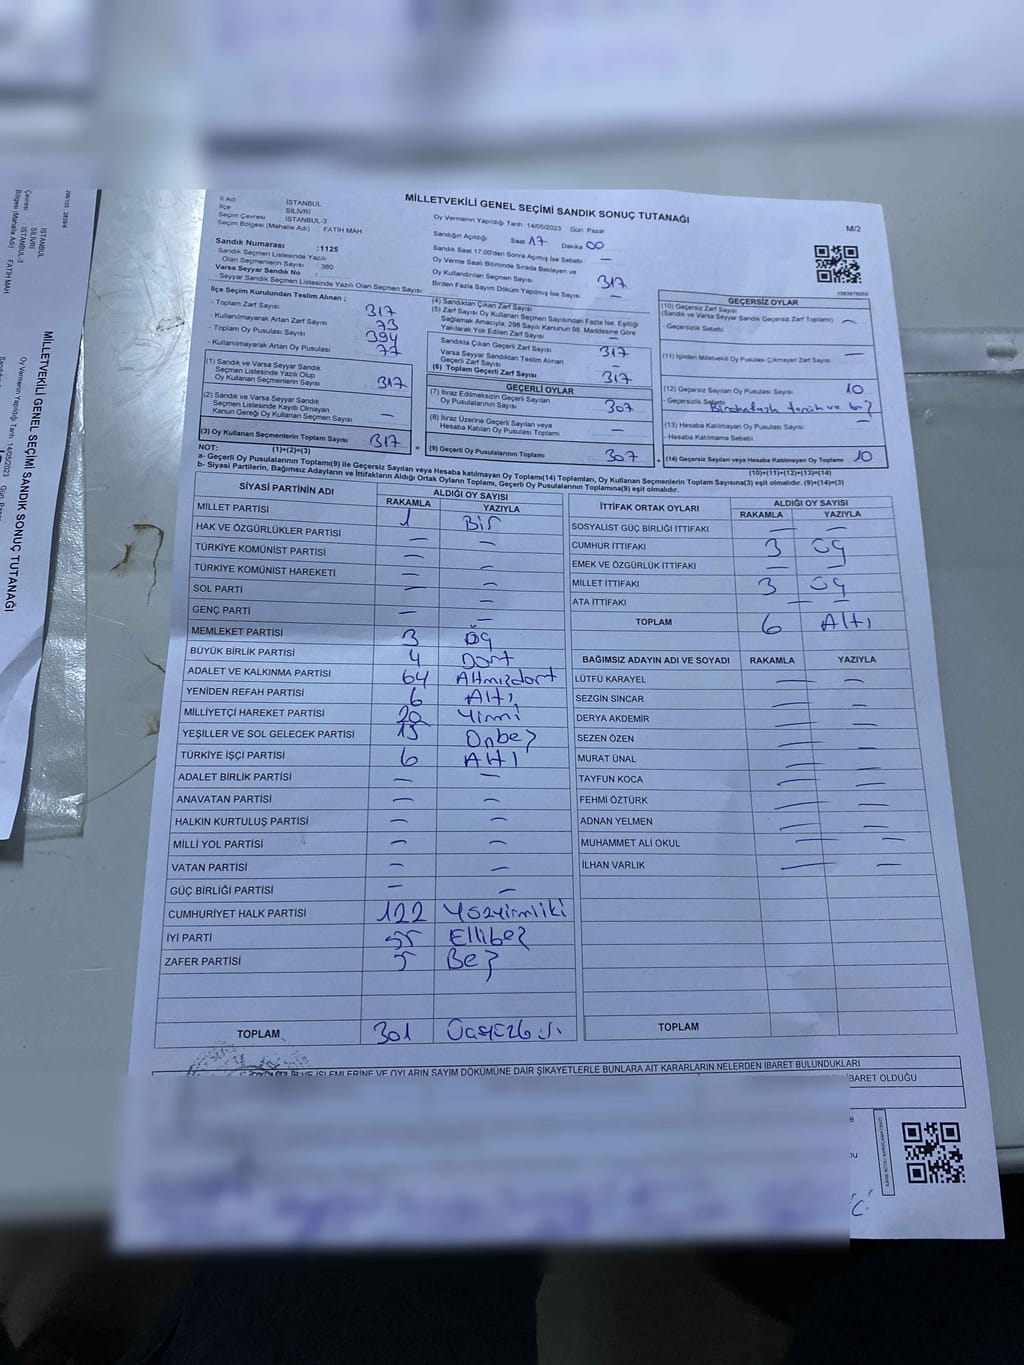 MİLLETVEKİLİ GENEL SEÇİMİ SANDIK SONUÇ TUTANAĞI
M/2
İl Adı : İSTANBUL
İlçe : SİLİVRİ
Seçim Çevresi : İSTANBUL-3
Seçim Bölgesi (Mahalle Adı) : FATİH MAH
Oy Vermenin Yapıldığı Tarih :14/05/2023 Gün :Pazar
Sandığın Açıldığı Saat 17 Dakika 00
Sandık Saat 17.00'den Sonra Açılmış İse Sebebi —
Oy Verme Saati Bitiminde Sırada Bekleyen ve
Oy Kullandırılan Seçmen Sayısı 317
Birden Fazla Sayım Döküm Yapılmış İse Sayısı —
Sandık Numarası :1125
Sandık Seçmen Listesinde Yazılı
Olan Seçmenlerin Sayısı : 380
Varsa Seyyar Sandık No :
- Seyyar Sandık Seçmen Listesinde Yazılı Olan Seçmen Sayısı:
İlçe Seçim Kurulundan Teslim Alınan ;
- Toplam Zarf Sayısı 317
- Kullanılmayarak Artan Zarf Sayısı 73
- Toplam Oy Pusulası Sayısı 394
- Kullanılmayarak Artan Oy Pusulası 77
(1) Sandık ve Varsa Seyyar Sandık
Seçmen Listesinde Yazılı Olup
Oy Kullanan Seçmenlerin Sayısı 317
(2) Sandık ve Varsa Seyyar Sandık
Seçmen Listesinde Kayıtlı Olmayan
Kanun Gereği Oy Kullanan Seçmen Sayısı —
(3) Oy Kullanan Seçmenlerin Toplam Sayısı 317
(1)+(2)=(3)
(4) Sandıktan Çıkan Zarf Sayısı
(5) Zarf Sayısı Oy Kullanan Seçmen Sayısından Fazla İse, Eşitliği
Sağlamak Amacıyla, 298 Sayılı Kanunun 98. Maddesine Göre
Yakılarak Yok Edilen Zarf Sayısı —
Sandıkta Çıkan Geçerli Zarf Sayısı 317
Varsa Seyyar Sandıktan Teslim Alınan
Geçerli Zarf Sayısı —
(6) Toplam Geçerli Zarf Sayısı 317
GEÇERLİ OYLAR
(7) İtiraz Edilmeksizin Geçerli Sayılan
Oy Pusulalarının Sayısı 307
(8) İtiraz Üzerine Geçerli Sayılan veya
Hesaba Katılan Oy Pusulası Toplamı —
(9) Geçerli Oy Pusulalarının Toplamı 307
GEÇERSİZ OYLAR
(10) Geçersiz Zarf Sayısı
(Sandık ve Varsa Seyyar Sandık Geçersiz Zarf Toplamı) —
- Geçersizlik Sebebi
(11) İçinden Milletvekili Oy Pusulası Çıkmayan Zarf Sayısı —
(12) Geçersiz Sayılan Oy Pusulası Sayısı 10
- Geçersizlik Sebebi Birden fazla tercih ve
(13) Hesaba Katılmayan Oy Pusulası Sayısı —
- Hesaba Katılmama Sebebi
(14) Geçersiz Sayılan veya Hesaba Katılmayan Oy Toplamı 10
(10)+(11)+(12)+(13)=(14)
NOT:
a- Geçerli Oy Pusulaları Toplamı(9) ile Geçersiz Sayılan veya Hesaba katılmayan Oy Toplamı(14) Toplamları, Oy Kullanan Seçmenlerin Toplam Sayısına(3) eşit olmalıdır. (9)+(14)=(3)
b- Siyasi Partilerin, Bağımsız Adayların ve İttifakların Aldığı Ortak Oyların Toplamı, Geçerli Oy Pusulalarının Toplamına(9) eşit olmalıdır.
SİYASİ PARTİNİN ADI ALDIĞI OY SAYISI
RAKAMLA YAZIYLA
MİLLET PARTİSİ 1 Bir
HAK VE ÖZGÜRLÜKLER PARTİSİ — —
TÜRKİYE KOMÜNİST PARTİSİ — —
TÜRKİYE KOMÜNİST HAREKETİ — —
SOL PARTİ — —
GENÇ PARTİ — —
MEMLEKET PARTİSİ 3 Üç
BÜYÜK BİRLİK PARTİSİ 4 Dört
ADALET VE KALKINMA PARTİSİ 64 Altmışdört
YENİDEN REFAH PARTİSİ 6 Altı
MİLLİYETÇİ HAREKET PARTİSİ 20 Yirmi
YEŞİLLER VE SOL GELECEK PARTİSİ 15 Onbeş
TÜRKİYE İŞÇİ PARTİSİ 6 Altı
ADALET BİRLİK PARTİSİ — —
ANAVATAN PARTİSİ — —
HALKIN KURTULUŞ PARTİSİ — —
MİLLİ YOL PARTİSİ — —
VATAN PARTİSİ — —
GÜÇ BİRLİĞİ PARTİSİ — —
CUMHURİYET HALK PARTİSİ 122 Yüzyirmiiki
İYİ PARTİ 55 Ellibeş
ZAFER PARTİSİ 5 Beş
TOPLAM 301 Üçyüzbir
İTTİFAK ORTAK OYLARI ALDIĞI OY SAYISI
RAKAMLA YAZIYLA
SOSYALİST GÜÇ BİRLİĞİ İTTİFAKI — —
CUMHUR İTTİFAKI 3 Üç
EMEK VE ÖZGÜRLÜK İTTİFAKI — —
MİLLET İTTİFAKI 3 Üç
ATA İTTİFAKI — —
TOPLAM 6 Altı
BAĞIMSIZ ADAYIN ADI VE SOYADI RAKAMLA YAZIYLA
LÜTFÜ KARAYEL — —
SEZGİN SİNCAR — —
DERYA AKDEMİR — —
SEZEN ÖZEN — —
MURAT ÜNAL — —
TAYFUN KOCA — —
FEHMİ ÖZTÜRK — —
ADNAN YELMEN — —
MUHAMMET ALİ OKUL — —
İLHAN VARLIK — —
TOPLAM
VE İŞLEMLERİNE VE OYLARIN SAYIM DÖKÜMÜNE DAİR ŞİKAYETLERLE BUNLARA AİT KARARLARIN NELERDEN İBARET BULUNDUKLARI
İBARET OLDUĞU
İSTANBUL
SİLİVRİ
İSTANBUL-3
Bölgesi (Mahalle Adı) : FATİH MAH
MİLLETVEKİLİ GENEL SEÇİMİ SANDIK SONUÇ TUTANAĞI
Oy Vermenin Yapıldığı Tarih :14/05/2023 Gün